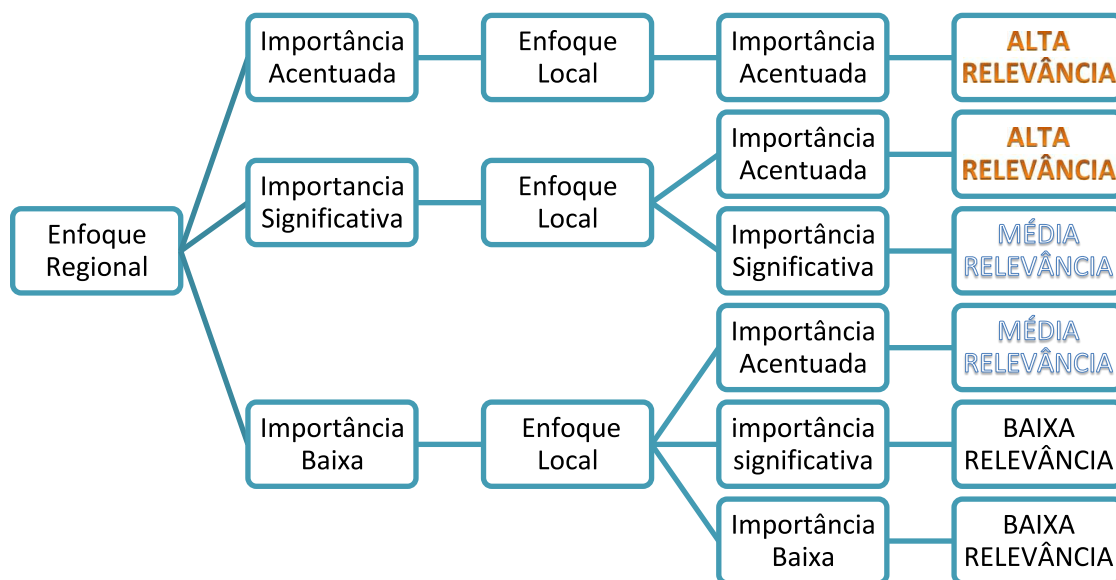 Importância
Acentuada
Enfoque
Local
Importância
Acentuada
ALTA
RELEVÂNCIA
Importância
Acentuada
ALTA
RELEVÂNCIA
Importancia
Significativa
Enfoque
Local
Importância
Significativa
MÉDIA
RELEVÂNCIA
Enfoque
Regional
Importância
Acentuada
MÉDIA
RELEVÂNCIA
Importância
Baixa
Enfoque
Local
importância
significativa
BAIXA
RELEVÂNCIA
Importância
Baixa
BAIXA
RELEVÂNCIA